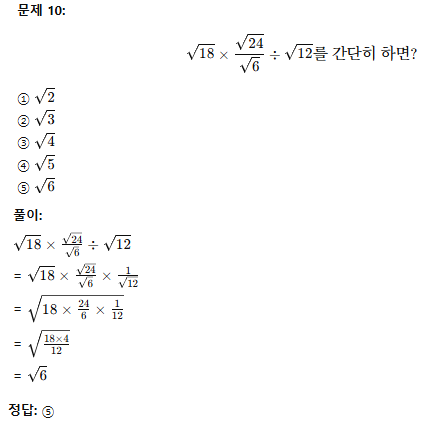 문제 10:
√18 × √24/√6 ÷ √12를 간단히 하면?
① √2
② √3
③ √4
④ √5
⑤ √6
풀이:
√18 × √24/√6 ÷ √12
= √18 × √24/√6 × 1/√12
= √(18 × 24/6 × 1/12)
= √(18×4/12)
= √6
정답: ⑤